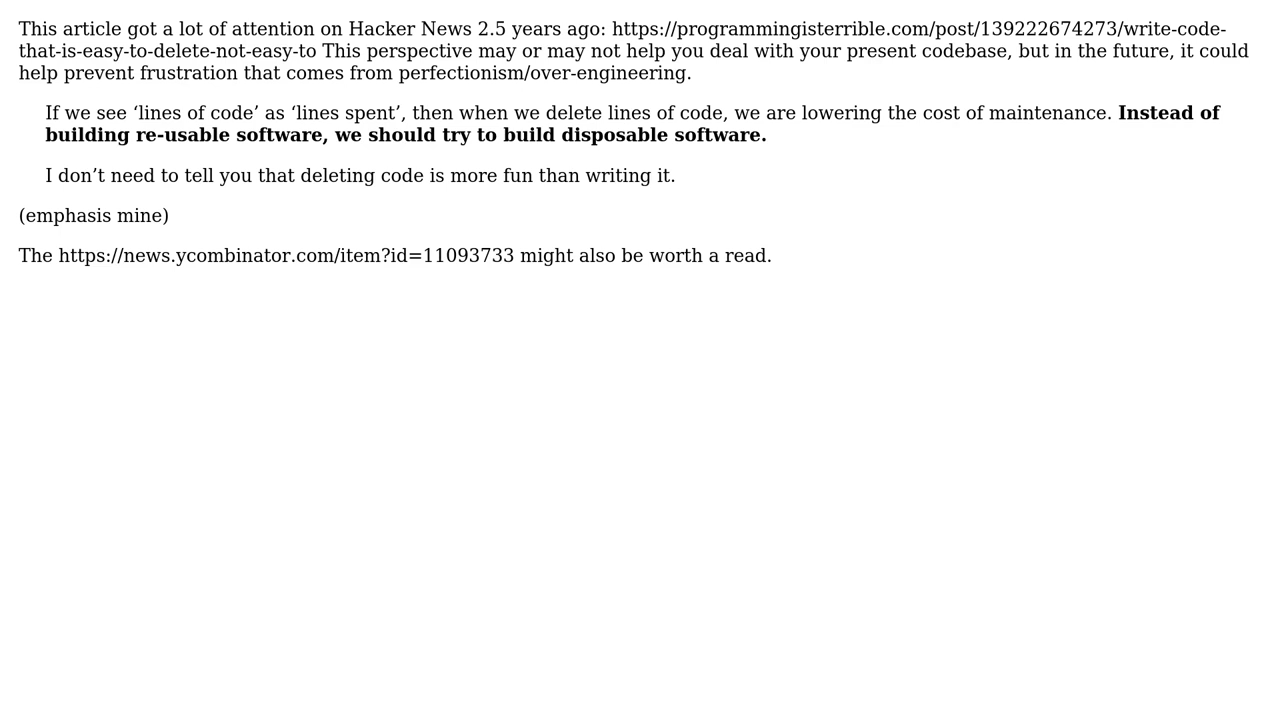 This article got a lot of attention on Hacker News 2.5 years ago: https://programmingisterrible.com/post/139222674273/write-code-
that-is-easy-to-delete-not-easy-to This perspective may or may not help you deal with your present codebase, but in the future, it could
help prevent frustration that comes from perfectionism/over-engineering.
If we see ‘lines of code’ as ‘lines spent’, then when we delete lines of code, we are lowering the cost of maintenance. Instead of
building re-usable software, we should try to build disposable software.
I don’t need to tell you that deleting code is more fun than writing it.
(emphasis mine)
The https://news.ycombinator.com/item?id=11093733 might also be worth a read.